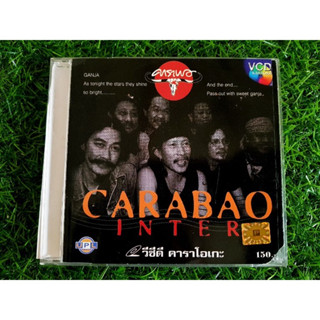 GANJA
As tonight the stars they shine
so bright............
คาราบาว
And the end....
Pass-out with sweet ganja..
VCD
CARABAO
INTER
วีซีดี คาราโอเกะ
150.-